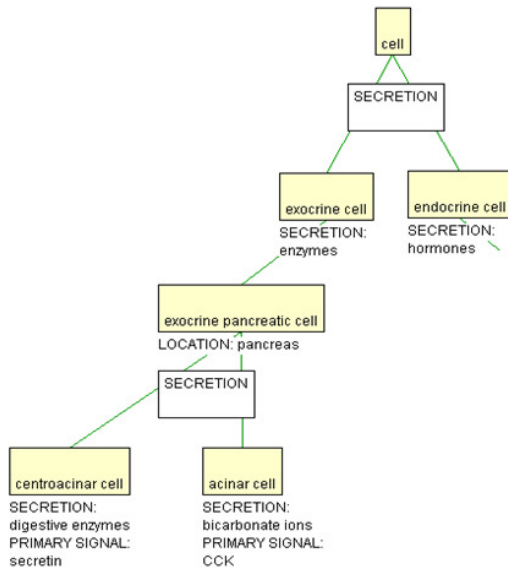 cell
SECRETION
exocrine cell
SECRETION:
enzymes
endocrine cell
SECRETION:
hormones
exocrine pancreatic cell
LOCATION: pancreas
SECRETION
centroacinar cell
SECRETION:
digestive enzymes
PRIMARY SIGNAL:
secretin
acinar cell
SECRETION:
bicarbonate ions
PRIMARY SIGNAL:
CCK